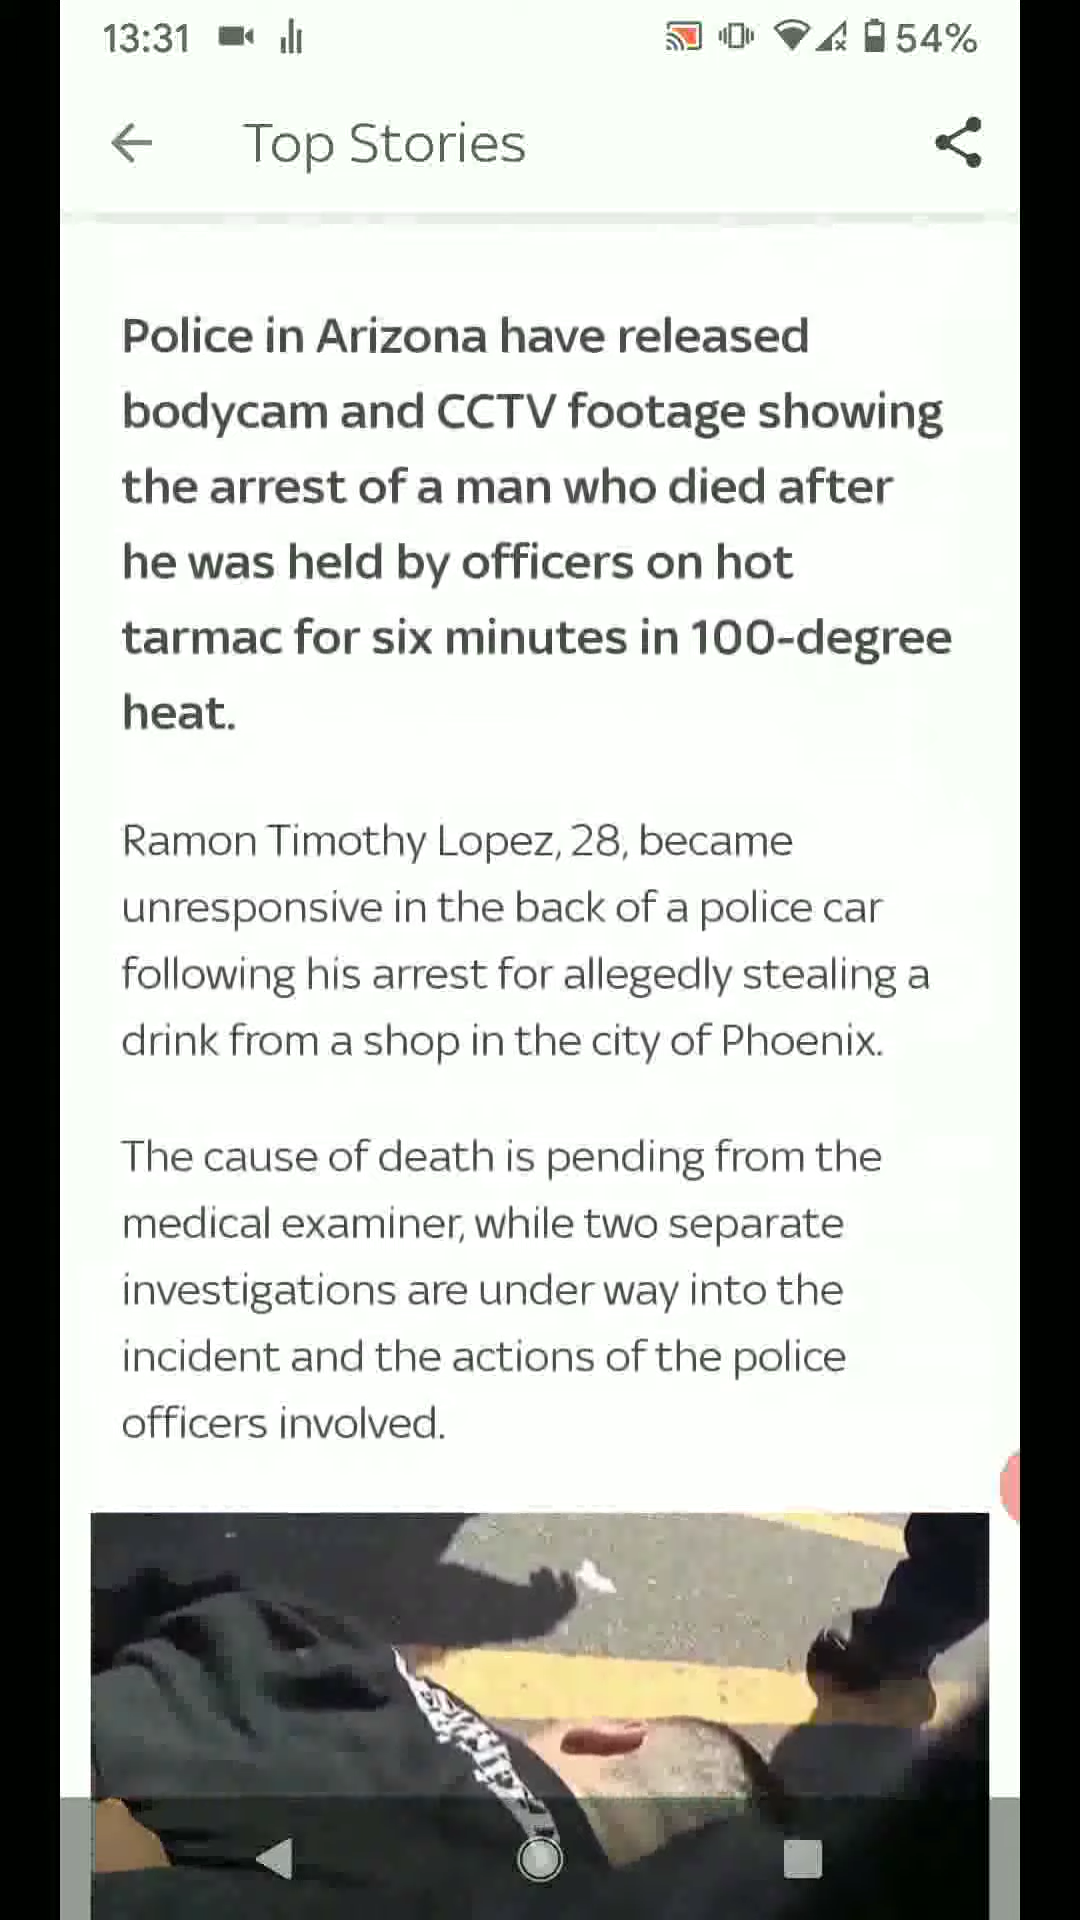 13:31
54%
Top Stories
Police in Arizona have released
bodycam and CCTV footage showing
the arrest of a man who died after
he was held by officers on hot
tarmac for six minutes in 100-degree
heat.
Ramon Timothy Lopez, 28, became
unresponsive in the back of a police car
following his arrest for allegedly stealing a
drink from a shop in the city of Phoenix.
The cause of death is pending from the
medical examiner, while two separate
investigations are under way into the
incident and the actions of the police
officers involved.